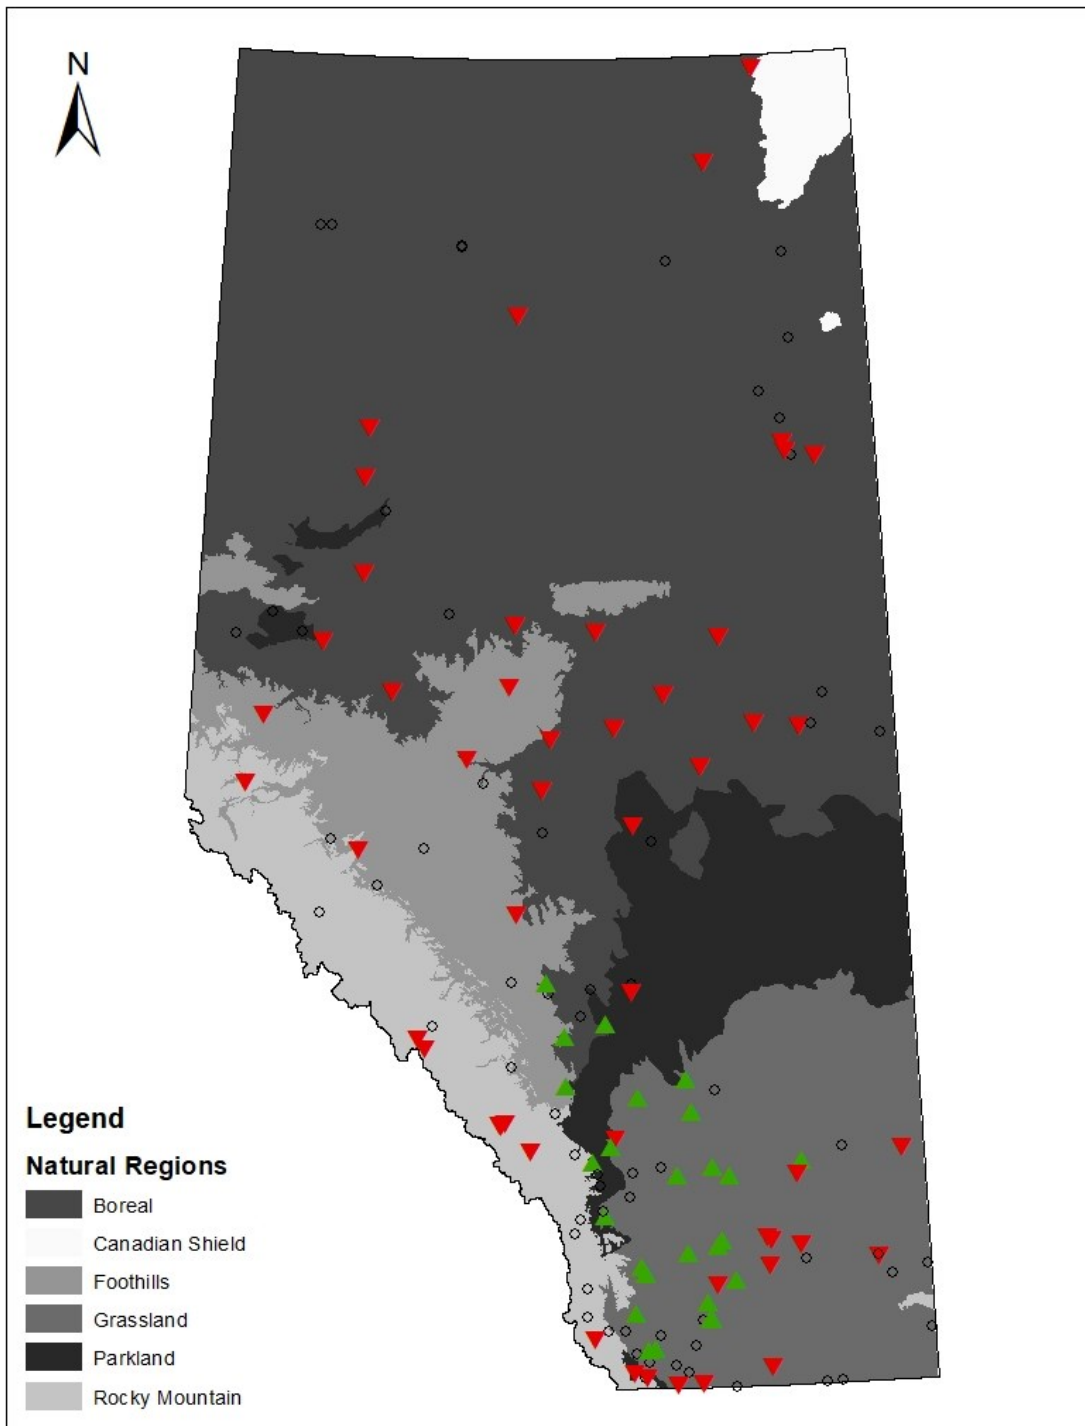 N
Legend
Natural Regions
Boreal
Canadian Shield
Foothills
Grassland
Parkland
Rocky Mountain